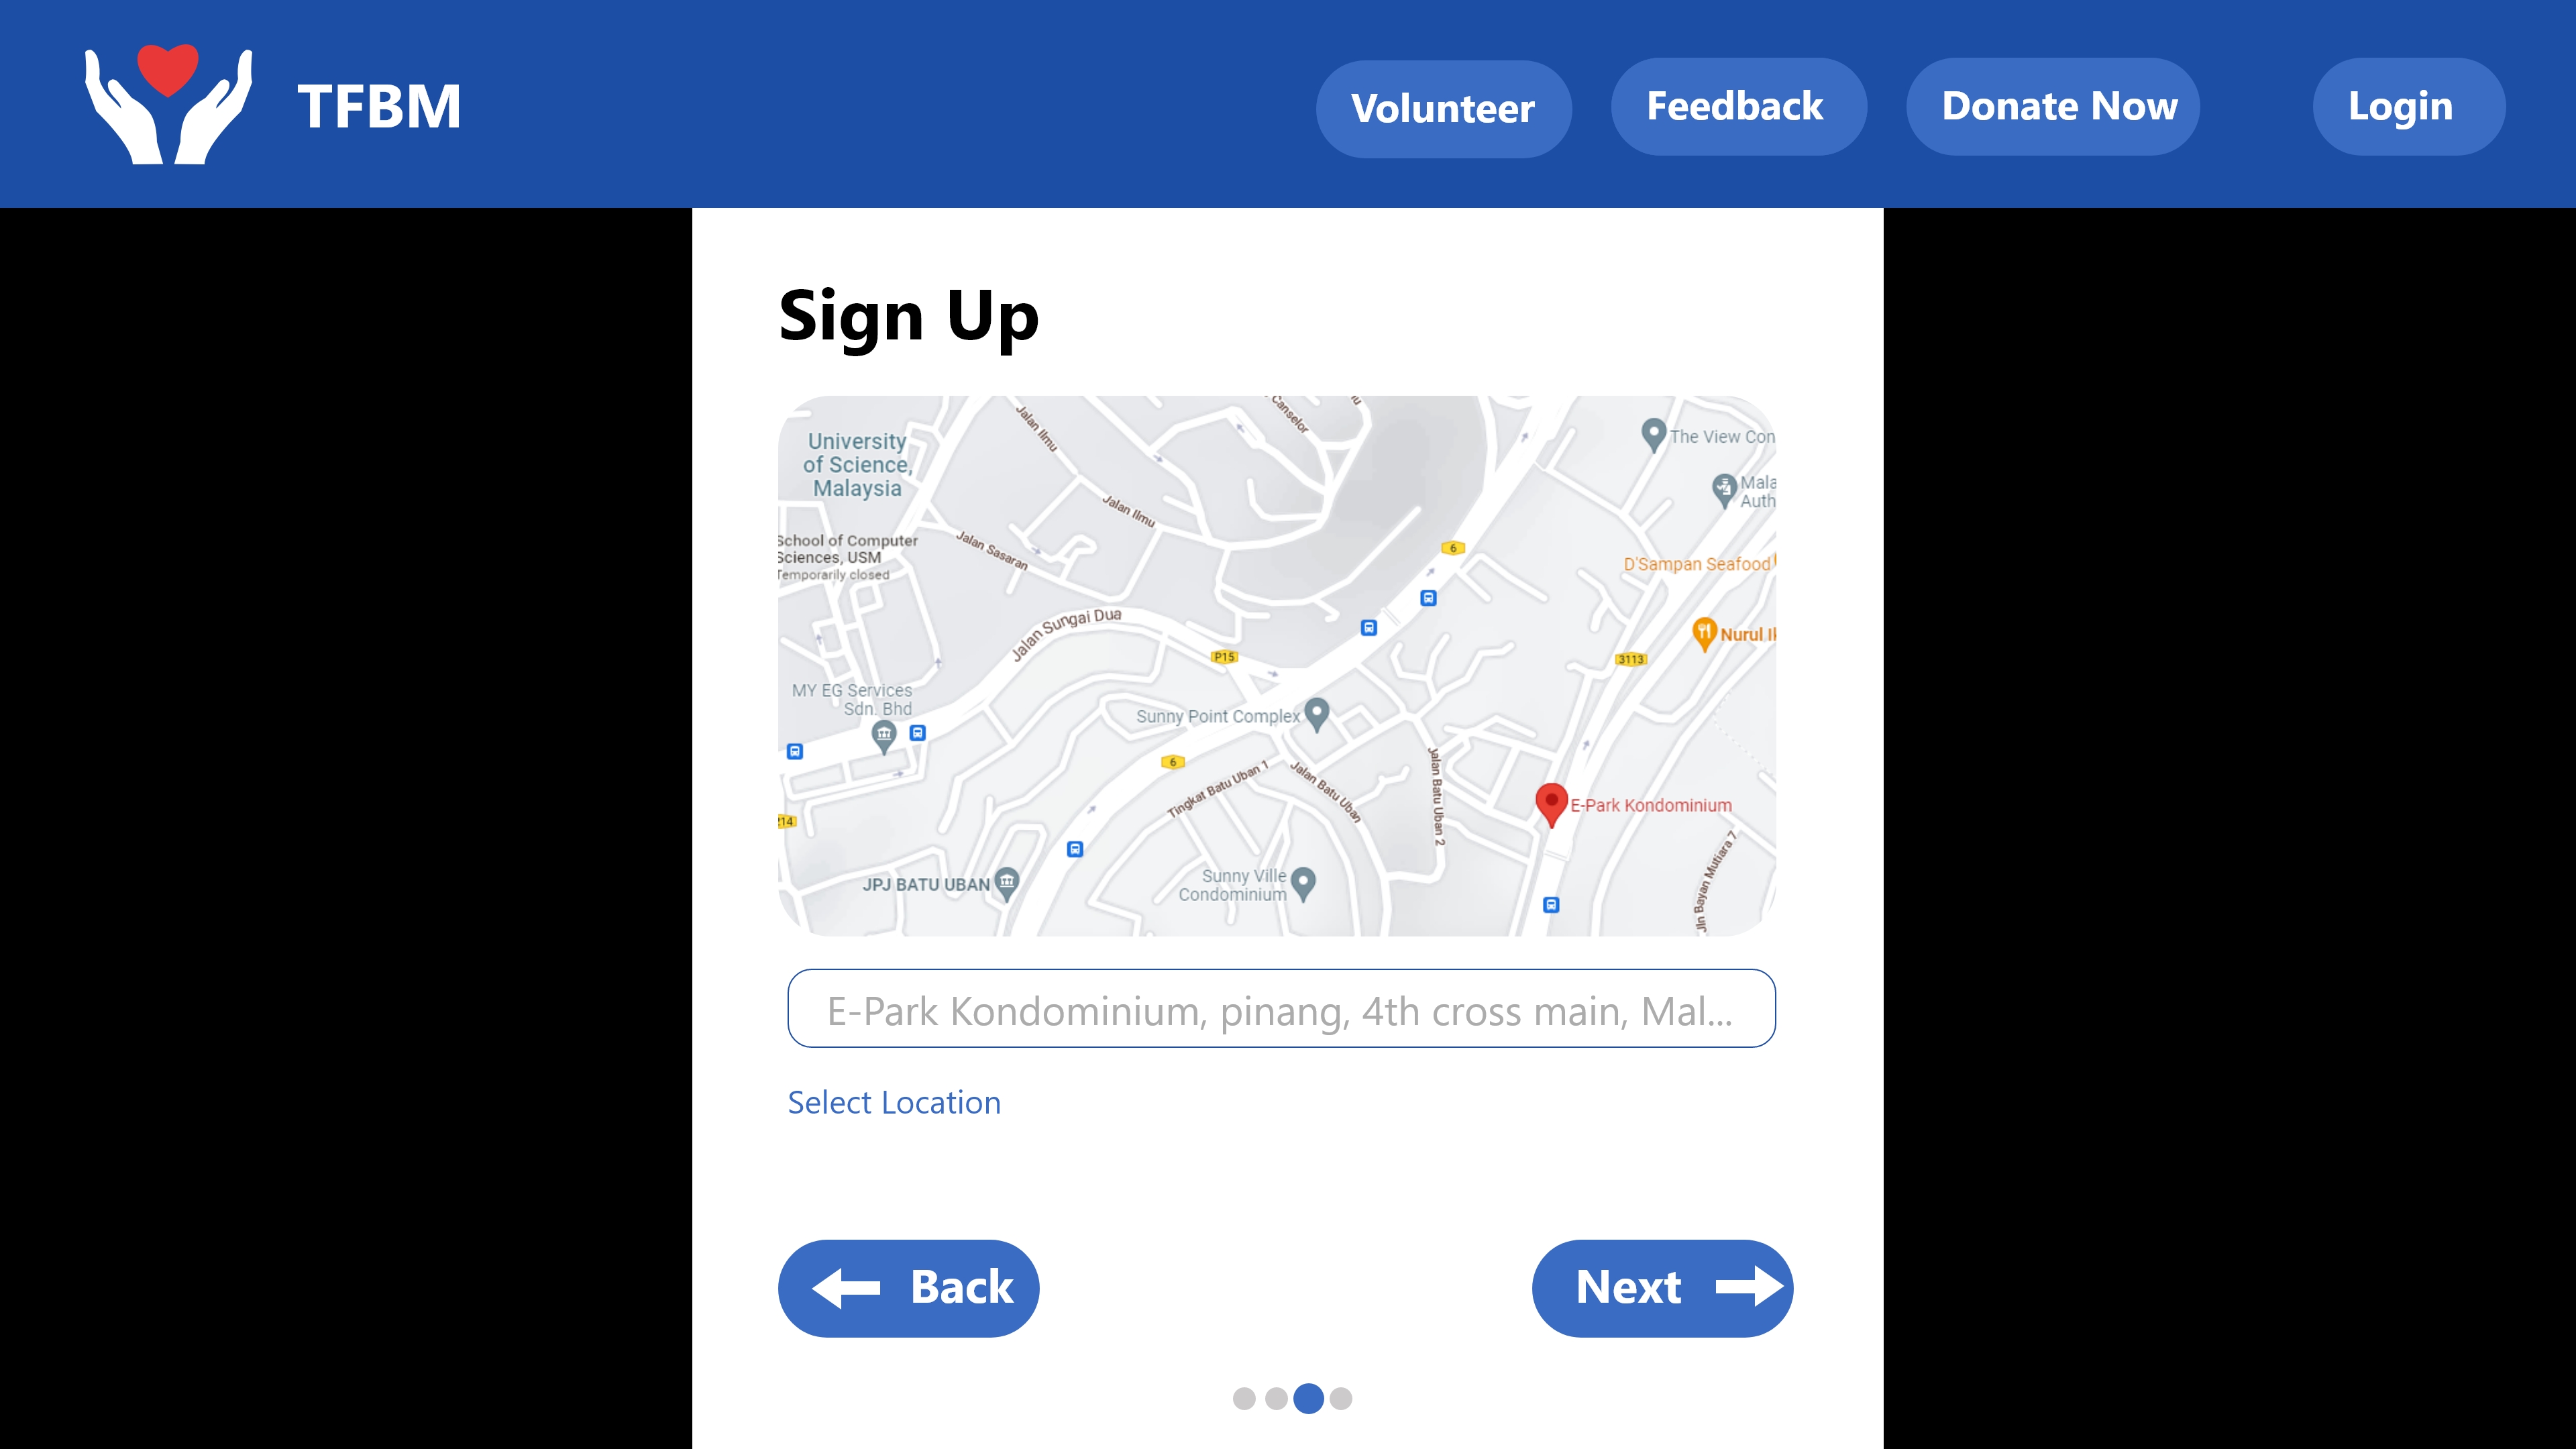 TFBM
Volunteer
Feedback
Donate Now
Login
Sign Up
University
of Science,
Malaysia
Jalan Ilmu
Canselor
The View Con
Mala
Auth
Jalan Ilmu
School of Computer
Sciences, USM
Temporarily closed
Jalan Sasaran
6
D'Sampan Seafood
Jalan Sungai Dua
Nurul
P15
3113
MY EG Services
Sdn. Bhd
Sunny Point Complex
6
Tingkat Batu Uban 1
Jalan Batu Uban
Jalan Batu Uban 2
E-Park Kondominium
214
JPJ BATU UBAN
Sunny Ville
Condominium
Jln Bayan Mutiara 7
E-Park Kondominium, pinang, 4th cross main, Mal...
Select Location
Back
Next